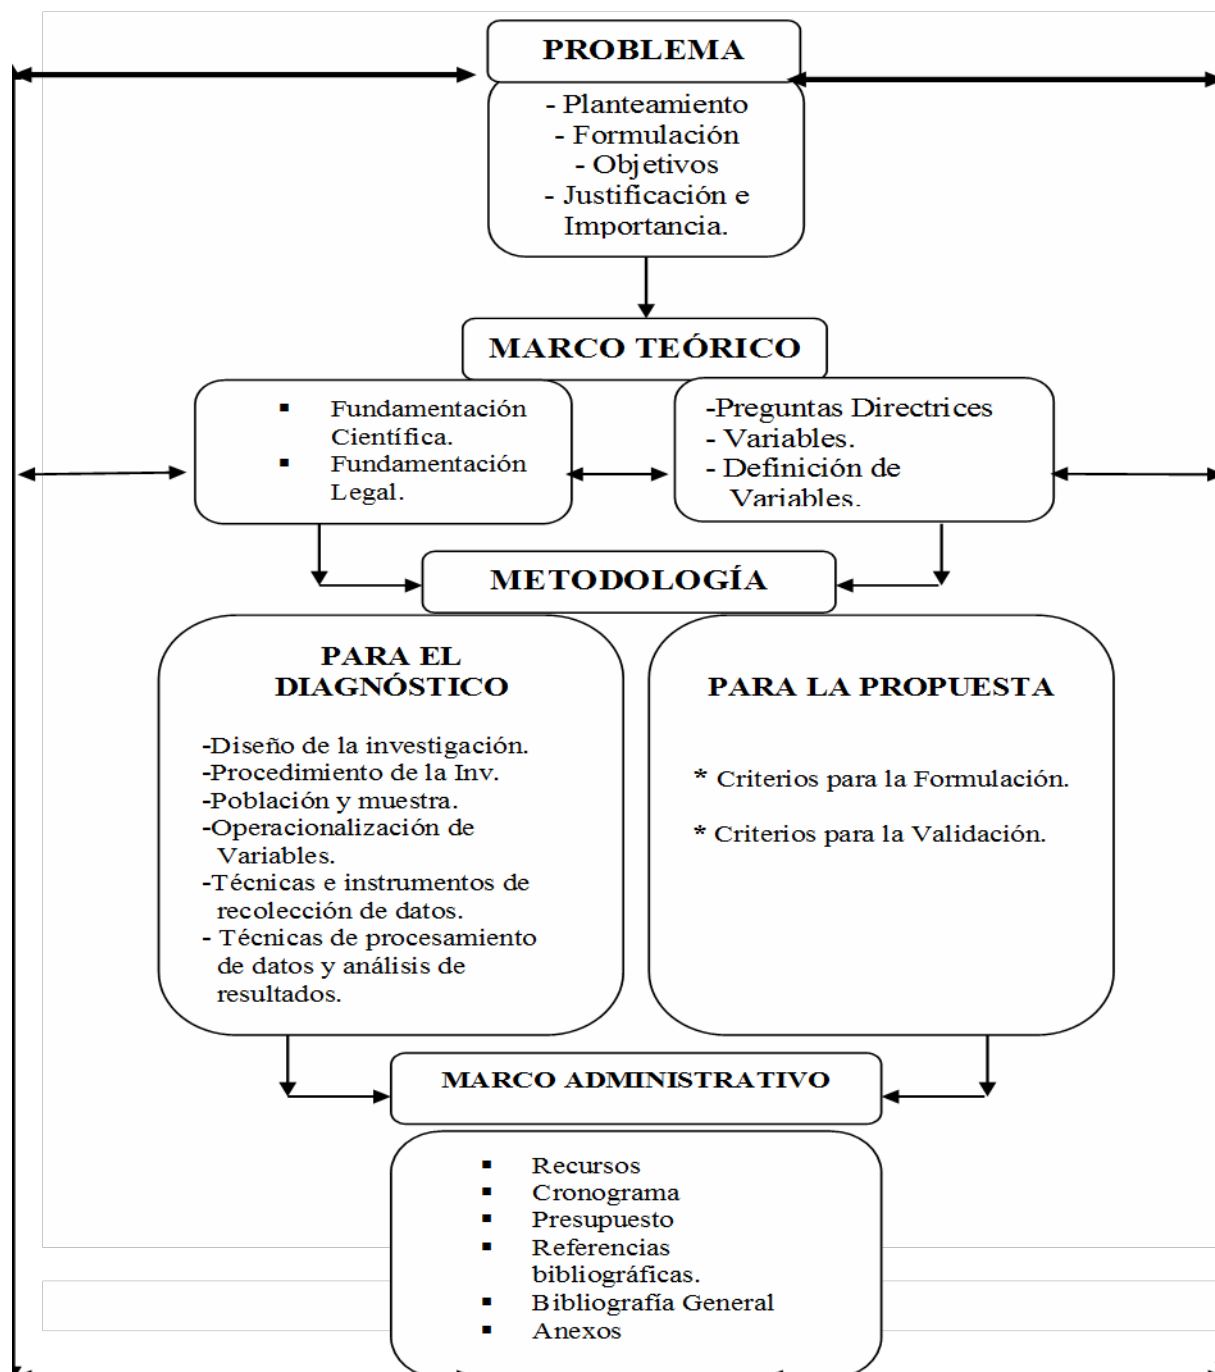 PROBLEMA
- Planteamiento
- Formulación
- Objetivos
- Justificación e
Importancia.
MARCO TEÓRICO
▪ Fundamentación
Científica.
▪ Fundamentación
Legal.
-Preguntas Directrices
- Variables.
- Definición de
Variables.
METODOLOGÍA
PARA EL
DIAGNÓSTICO
-Diseño de la investigación.
-Procedimiento de la Inv.
-Población y muestra.
-Operacionalización de
Variables.
-Técnicas e instrumentos de
recolección de datos.
- Técnicas de procesamiento
de datos y análisis de
resultados.
PARA LA PROPUESTA
* Criterios para la Formulación.
* Criterios para la Validación.
MARCO ADMINISTRATIVO
▪ Recursos
▪ Cronograma
▪ Presupuesto
▪ Referencias
bibliográficas.
▪ Bibliografía General
▪ Anexos